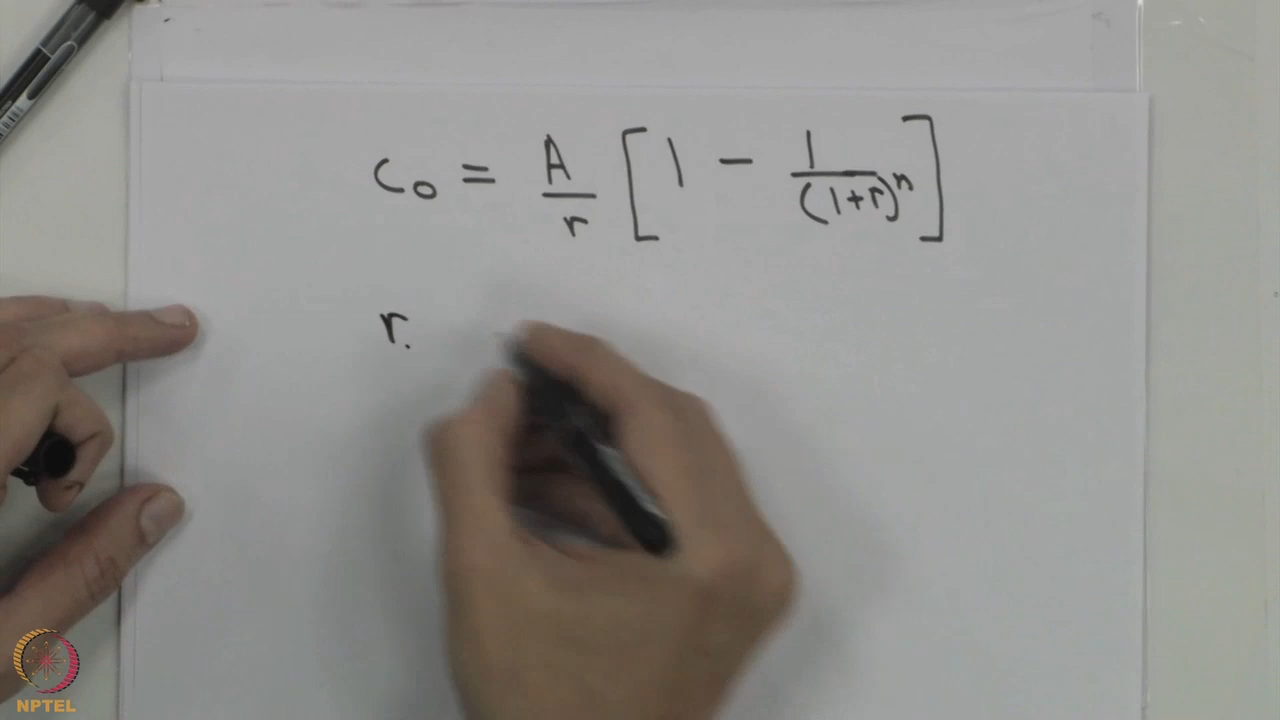 C₀ = A/r [1 - 1/(1+r)ⁿ]
r.
NPTEL